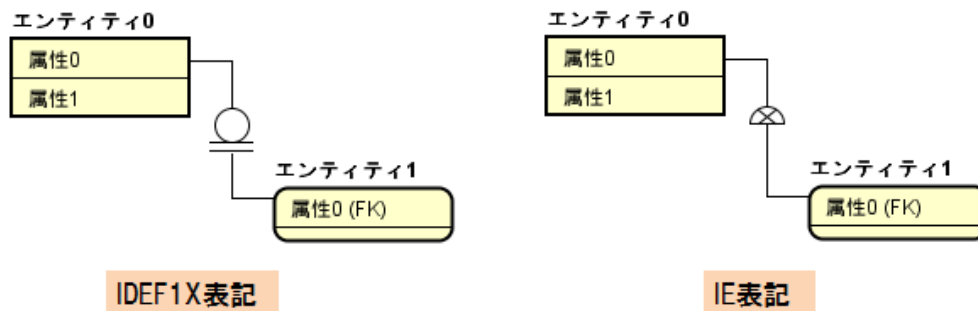 エンティティ0
属性0
属性1
エンティティ1
属性0 (FK)
IDEF1X表記
エンティティ0
属性0
属性1
エンティティ1
属性0 (FK)
IE表記